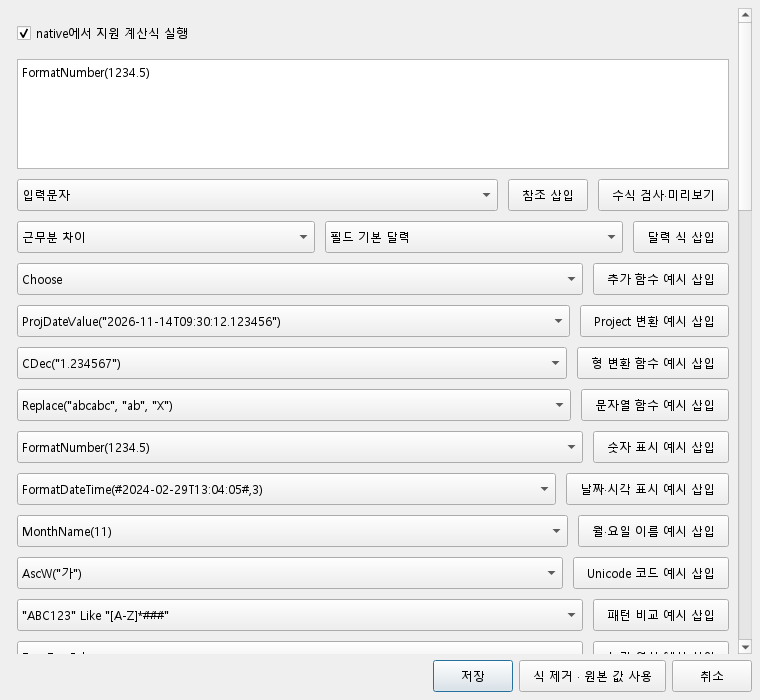 native에서 지원 계산식 실행
FormatNumber(1234.5)
입력문자 참조 삽입 수식 검사·미리보기
근무분 차이 필드 기본 달력 달력 식 삽입
Choose 추가 함수 예시 삽입
ProjDateValue("2026-11-14T09:30:12.123456") Project 변환 예시 삽입
CDec("1.234567") 형 변환 함수 예시 삽입
Replace("abcabc", "ab", "X") 문자열 함수 예시 삽입
FormatNumber(1234.5) 숫자 표시 예시 삽입
FormatDateTime(#2024-02-29T13:04:05#,3) 날짜·시각 표시 예시 삽입
MonthName(11) 월·요일 이름 예시 삽입
AscW("가") Unicode 코드 예시 삽입
"ABC123" Like "[A-Z]*###" 패턴 비교 예시 삽입
저장 식 제거 · 원본 값 사용 취소